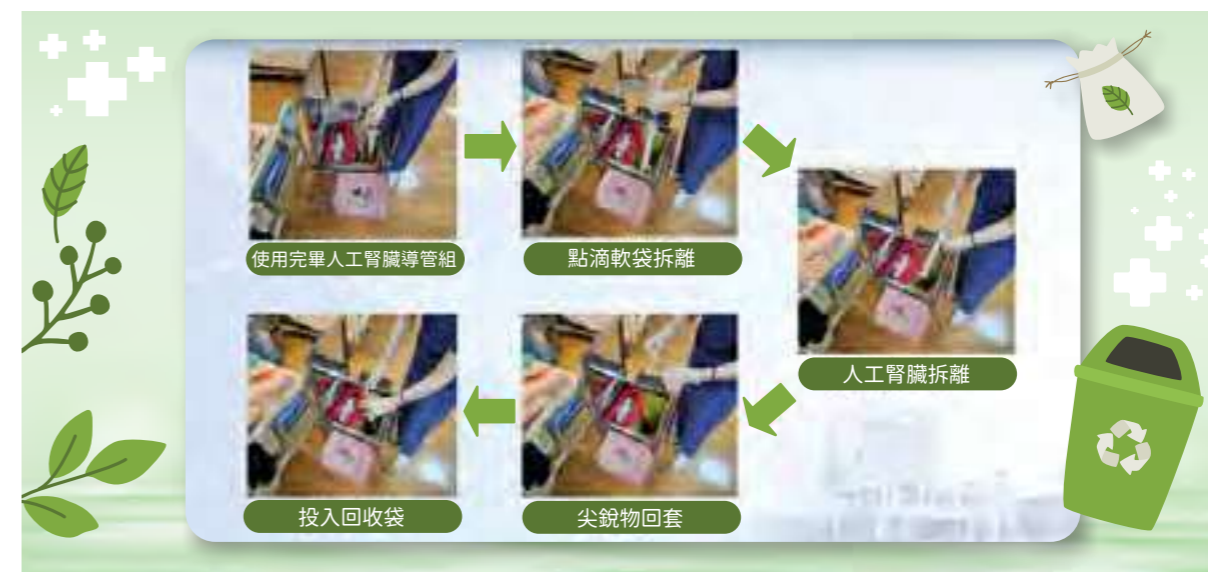 使用完畢人工腎臟導管組
點滴軟袋拆離
人工腎臟拆離
尖銳物回套
投入回收袋